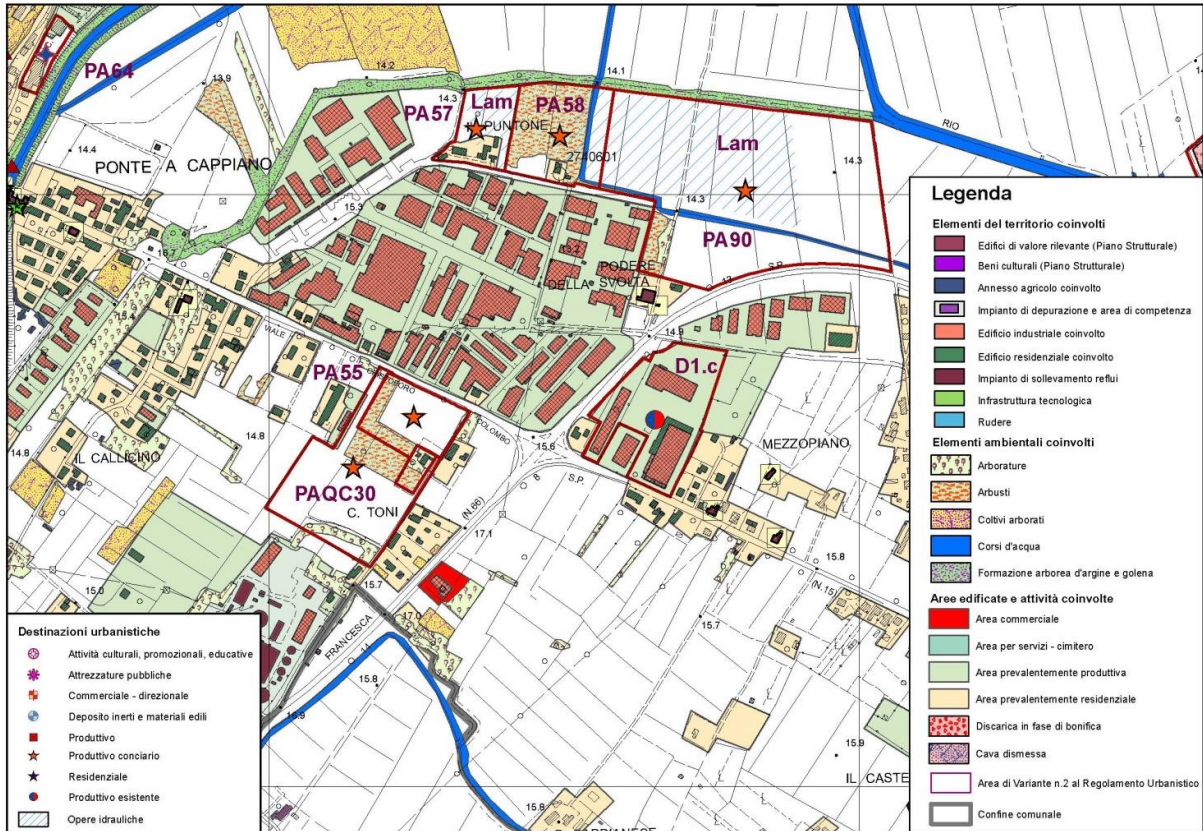 PA64
13.9
14.2
14.1
14.3
PA57
Lam
PA58
IL PUNTONE
2740601
Lam
RIO
14.3
14.4
PONTE A CAPPIANO
15.3
14.3
PA90
S.P.
13.2
PODERE
DELLA SVOLTA
15.4
14.9
VIALE
PA55
CRISTOFORO
COLOMBO
D1.c
14.8
15.6
MEZZOPIANO
14.8
IL CALLICINO
S.P.
PAQC30
C. TONI
(N.66)
17.1
15.8
15.0
15.7
17.0
(N.15)
FRANCESCA
15.7
15.8
15.8
16.9
15.9
IL CASTE
15.8
Legenda
Elementi del territorio coinvolti
Edifici di valore rilevante (Piano Strutturale)
Beni culturali (Piano Strutturale)
Annesso agricolo coinvolto
Impianto di depurazione e area di competenza
Edificio industriale coinvolto
Edificio residenziale coinvolto
Impianto di sollevamento reflui
Infrastruttura tecnologica
Rudere
Elementi ambientali coinvolti
Arborature
Arbusti
Coltivi arborati
Corsi d'acqua
Formazione arborea d'argine e golena
Aree edificate e attività coinvolte
Area commerciale
Area per servizi - cimitero
Area prevalentemente produttiva
Area prevalentemente residenziale
Discarica in fase di bonifica
Cava dismessa
Area di Variante n.2 al Regolamento Urbanistico
Confine comunale
Destinazioni urbanistiche
Attività culturali, promozionali, educative
Attrezzature pubbliche
Commerciale - direzionale
Deposito inerti e materiali edili
Produttivo
Produttivo conciario
Residenziale
Produttivo esistente
Opere idrauliche